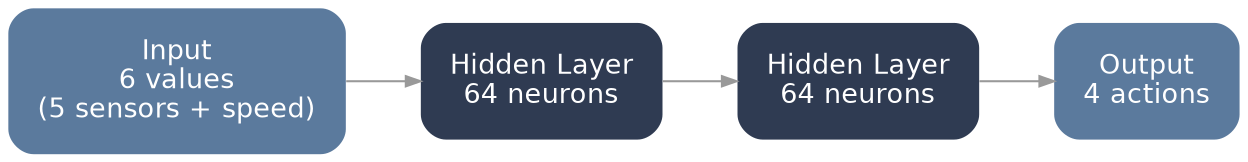 Input
6 values
(5 sensors + speed)
Hidden Layer
64 neurons
Hidden Layer
64 neurons
Output
4 actions